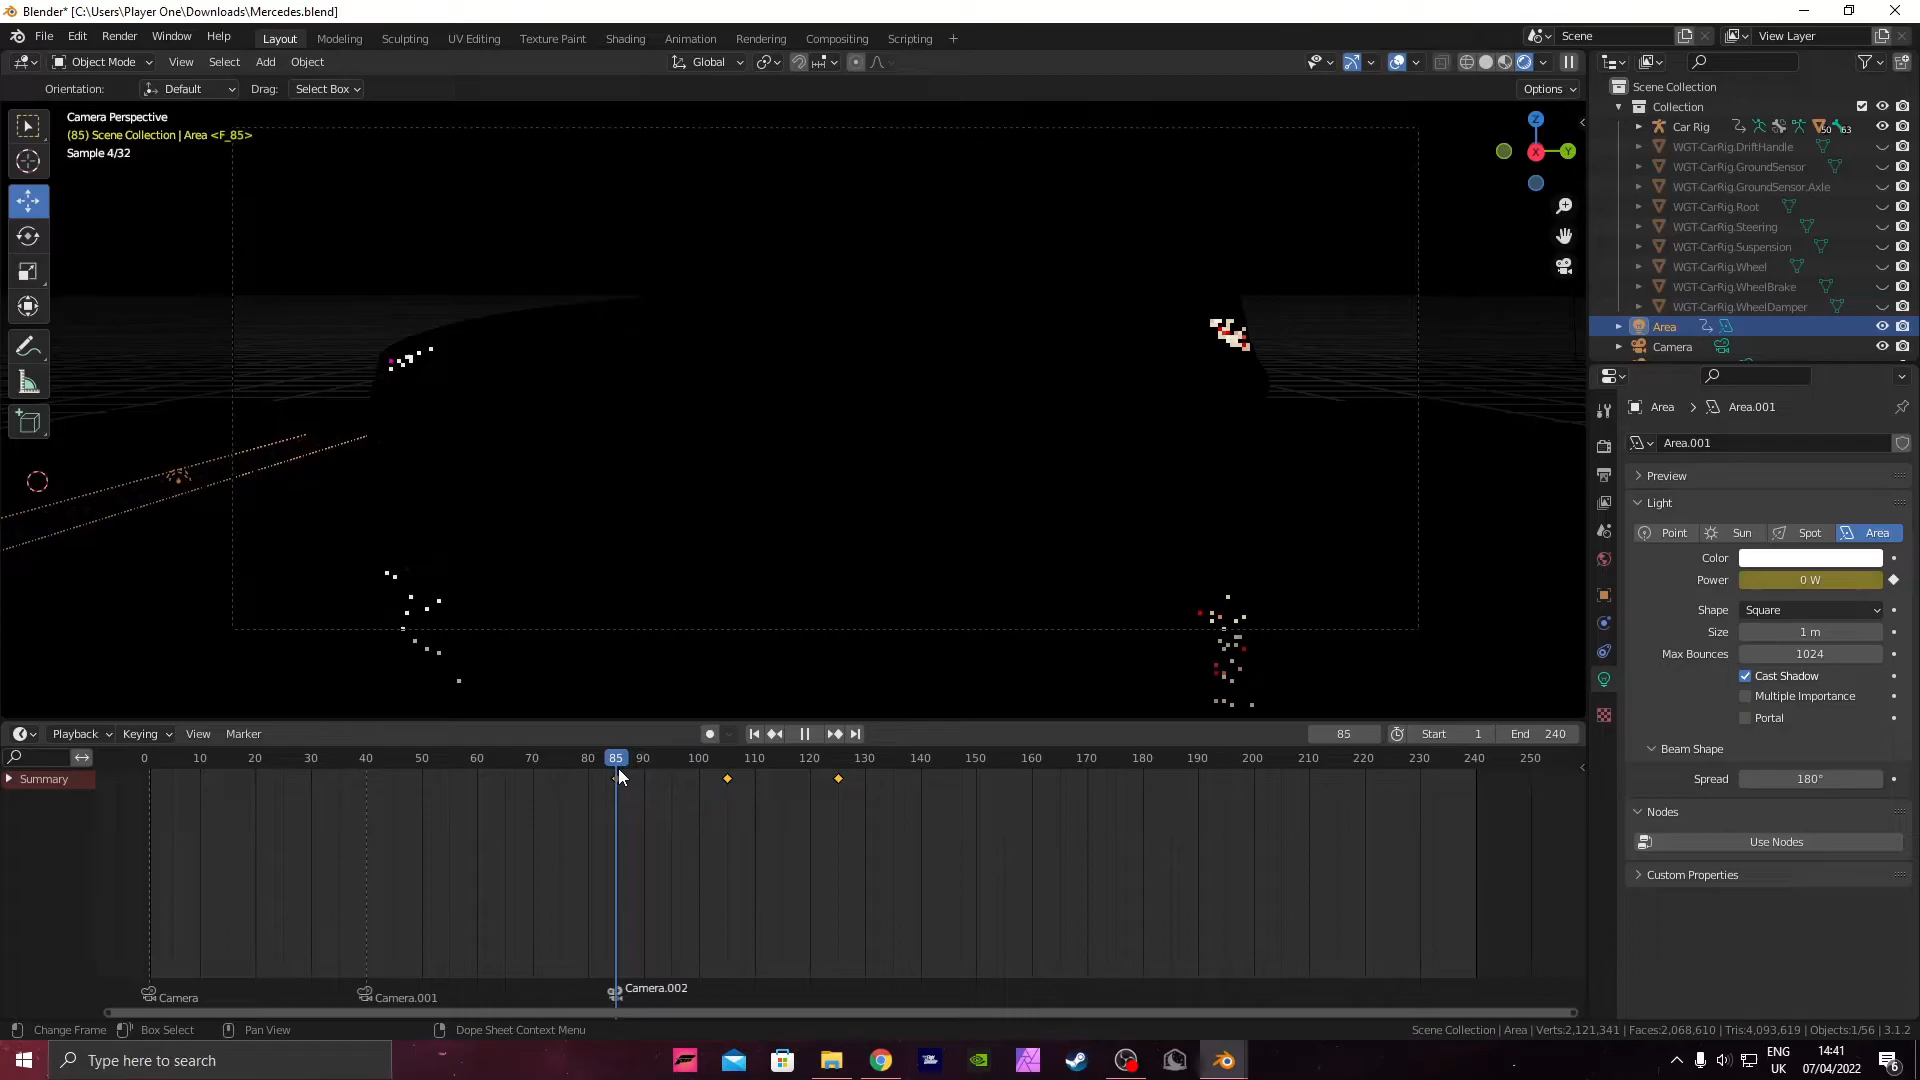 Blender* [C:\Users\Player One\Downloads\Mercedes.blend]
File Edit Render Window Help
Layout Modeling Sculpting UV Editing Texture Paint Shading Animation Rendering Compositing Scripting
Scene
View Layer
Object Mode View Select Add Object
Global
Orientation: Default Drag: Select Box
Options
Camera Perspective
(85) Scene Collection | Area <F_85>
Sample 4/32
Z
X
Y
Scene Collection
Collection
Car Rig 50 63
WGT-CarRig.DriftHandle
WGT-CarRig.GroundSensor
WGT-CarRig.GroundSensor.Axle
WGT-CarRig.Root
WGT-CarRig.Steering
WGT-CarRig.Suspension
WGT-CarRig.Wheel
WGT-CarRig.WheelBrake
WGT-CarRig.WheelDamper
Area
Camera
Area Area.001
Area.001
Preview
Light
Point Sun Spot Area
Color
Power 0 W
Shape Square
Size 1 m
Max Bounces 1024
Cast Shadow
Multiple Importance
Portal
Beam Shape
Spread 180°
Nodes
Use Nodes
Custom Properties
Playback Keying View Marker
85 Start 1 End 240
0 10 20 30 40 50 60 70 80 85 90 100 110 120 130 140 150 160 170 180 190 200 210 220 230 240 250
Summary
Camera Camera.001 Camera.002
Change Frame Box Select Pan View Dope Sheet Context Menu
Scene Collection | Area | Verts:2,121,341 | Faces:2,068,610 | Tris:4,093,619 | Objects:1/56 | 3.1.2
Type here to search
ENG
UK
14:41
07/04/2022
6